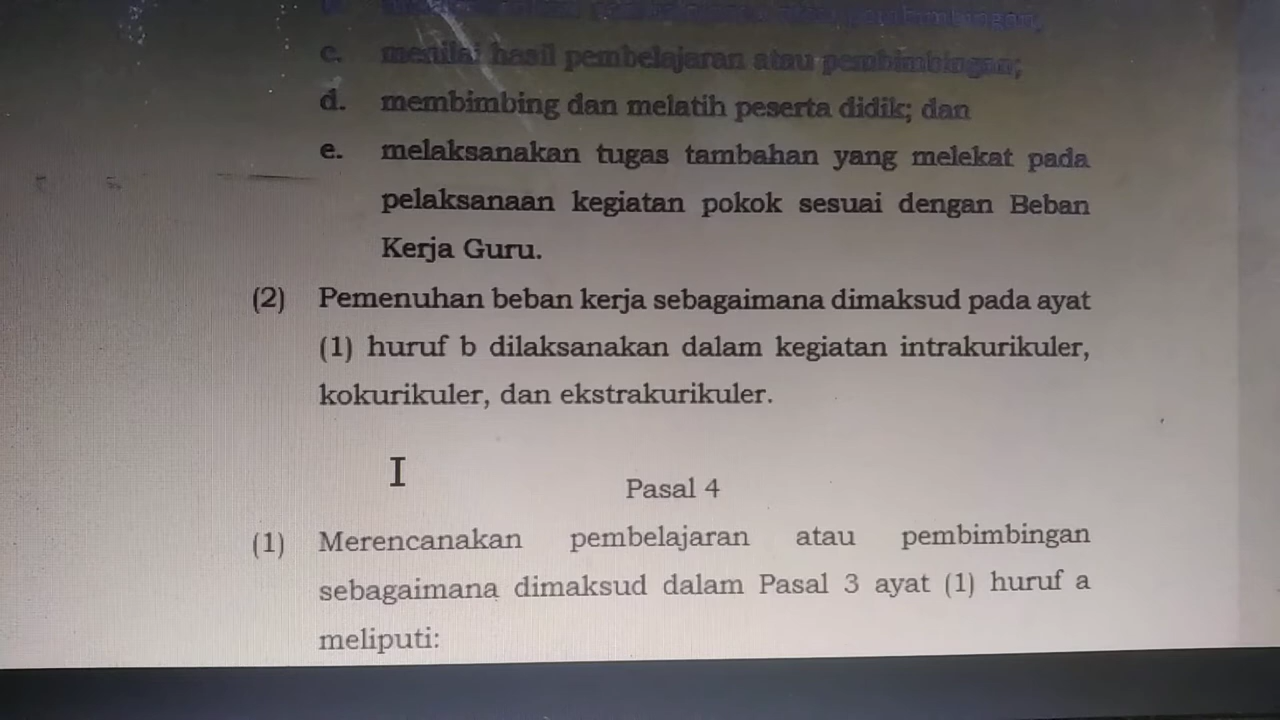 c. menilai hasil pembelajaran atau pembimbingan;
d. membimbing dan melatih peserta didik; dan
e. melaksanakan tugas tambahan yang melekat pada
pelaksanaan kegiatan pokok sesuai dengan Beban
Kerja Guru.
(2) Pemenuhan beban kerja sebagaimana dimaksud pada ayat
(1) huruf b dilaksanakan dalam kegiatan intrakurikuler,
kokurikuler, dan ekstrakurikuler.
Pasal 4
(1) Merencanakan pembelajaran atau pembimbingan
sebagaimana dimaksud dalam Pasal 3 ayat (1) huruf a
meliputi: